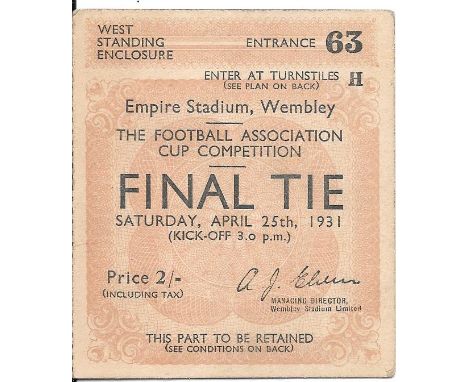 WEST
STANDING
ENCLOSURE
ENTRANCE 63
ENTER AT TURNSTILES H
(SEE PLAN ON BACK)
Empire Stadium, Wembley
THE FOOTBALL ASSOCIATION
CUP COMPETITION
FINAL TIE
SATURDAY, APRIL 25th, 1931
(KICK-OFF 3.0 p.m.)
Price 2/-
(INCLUDING TAX)
A. J. Elvin
MANAGING DIRECTOR,
Wembley Stadium Limited
THIS PART TO BE RETAINED
(SEE CONDITIONS ON BACK)